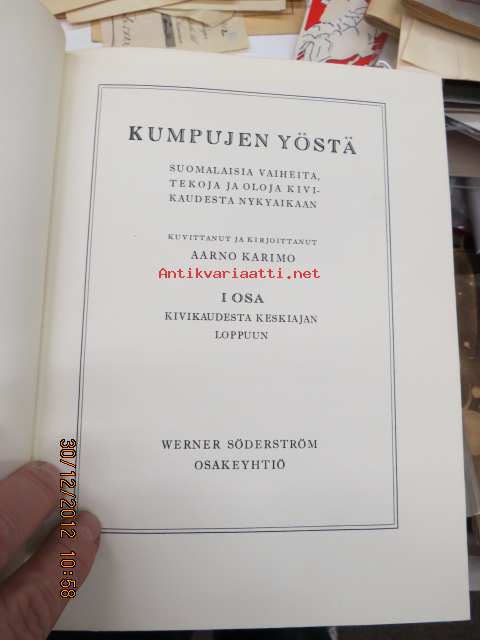 KUMPUJEN YÖSTÄ
SUOMALAISIA VAIHEITA,
TEKOJA JA OLOJA KIVI-
KAUDESTA NYKYAIKAAN
KUVITTANUT JA KIRJOITTANUT
AARNO KARIMO
Antikvariaatti.net
I OSA
KIVIKAUDESTA KESKIAJAN
LOPPUUN
WERNER SÖDERSTRÖM
OSAKEYHTIÖ
30/12/2012 10:58